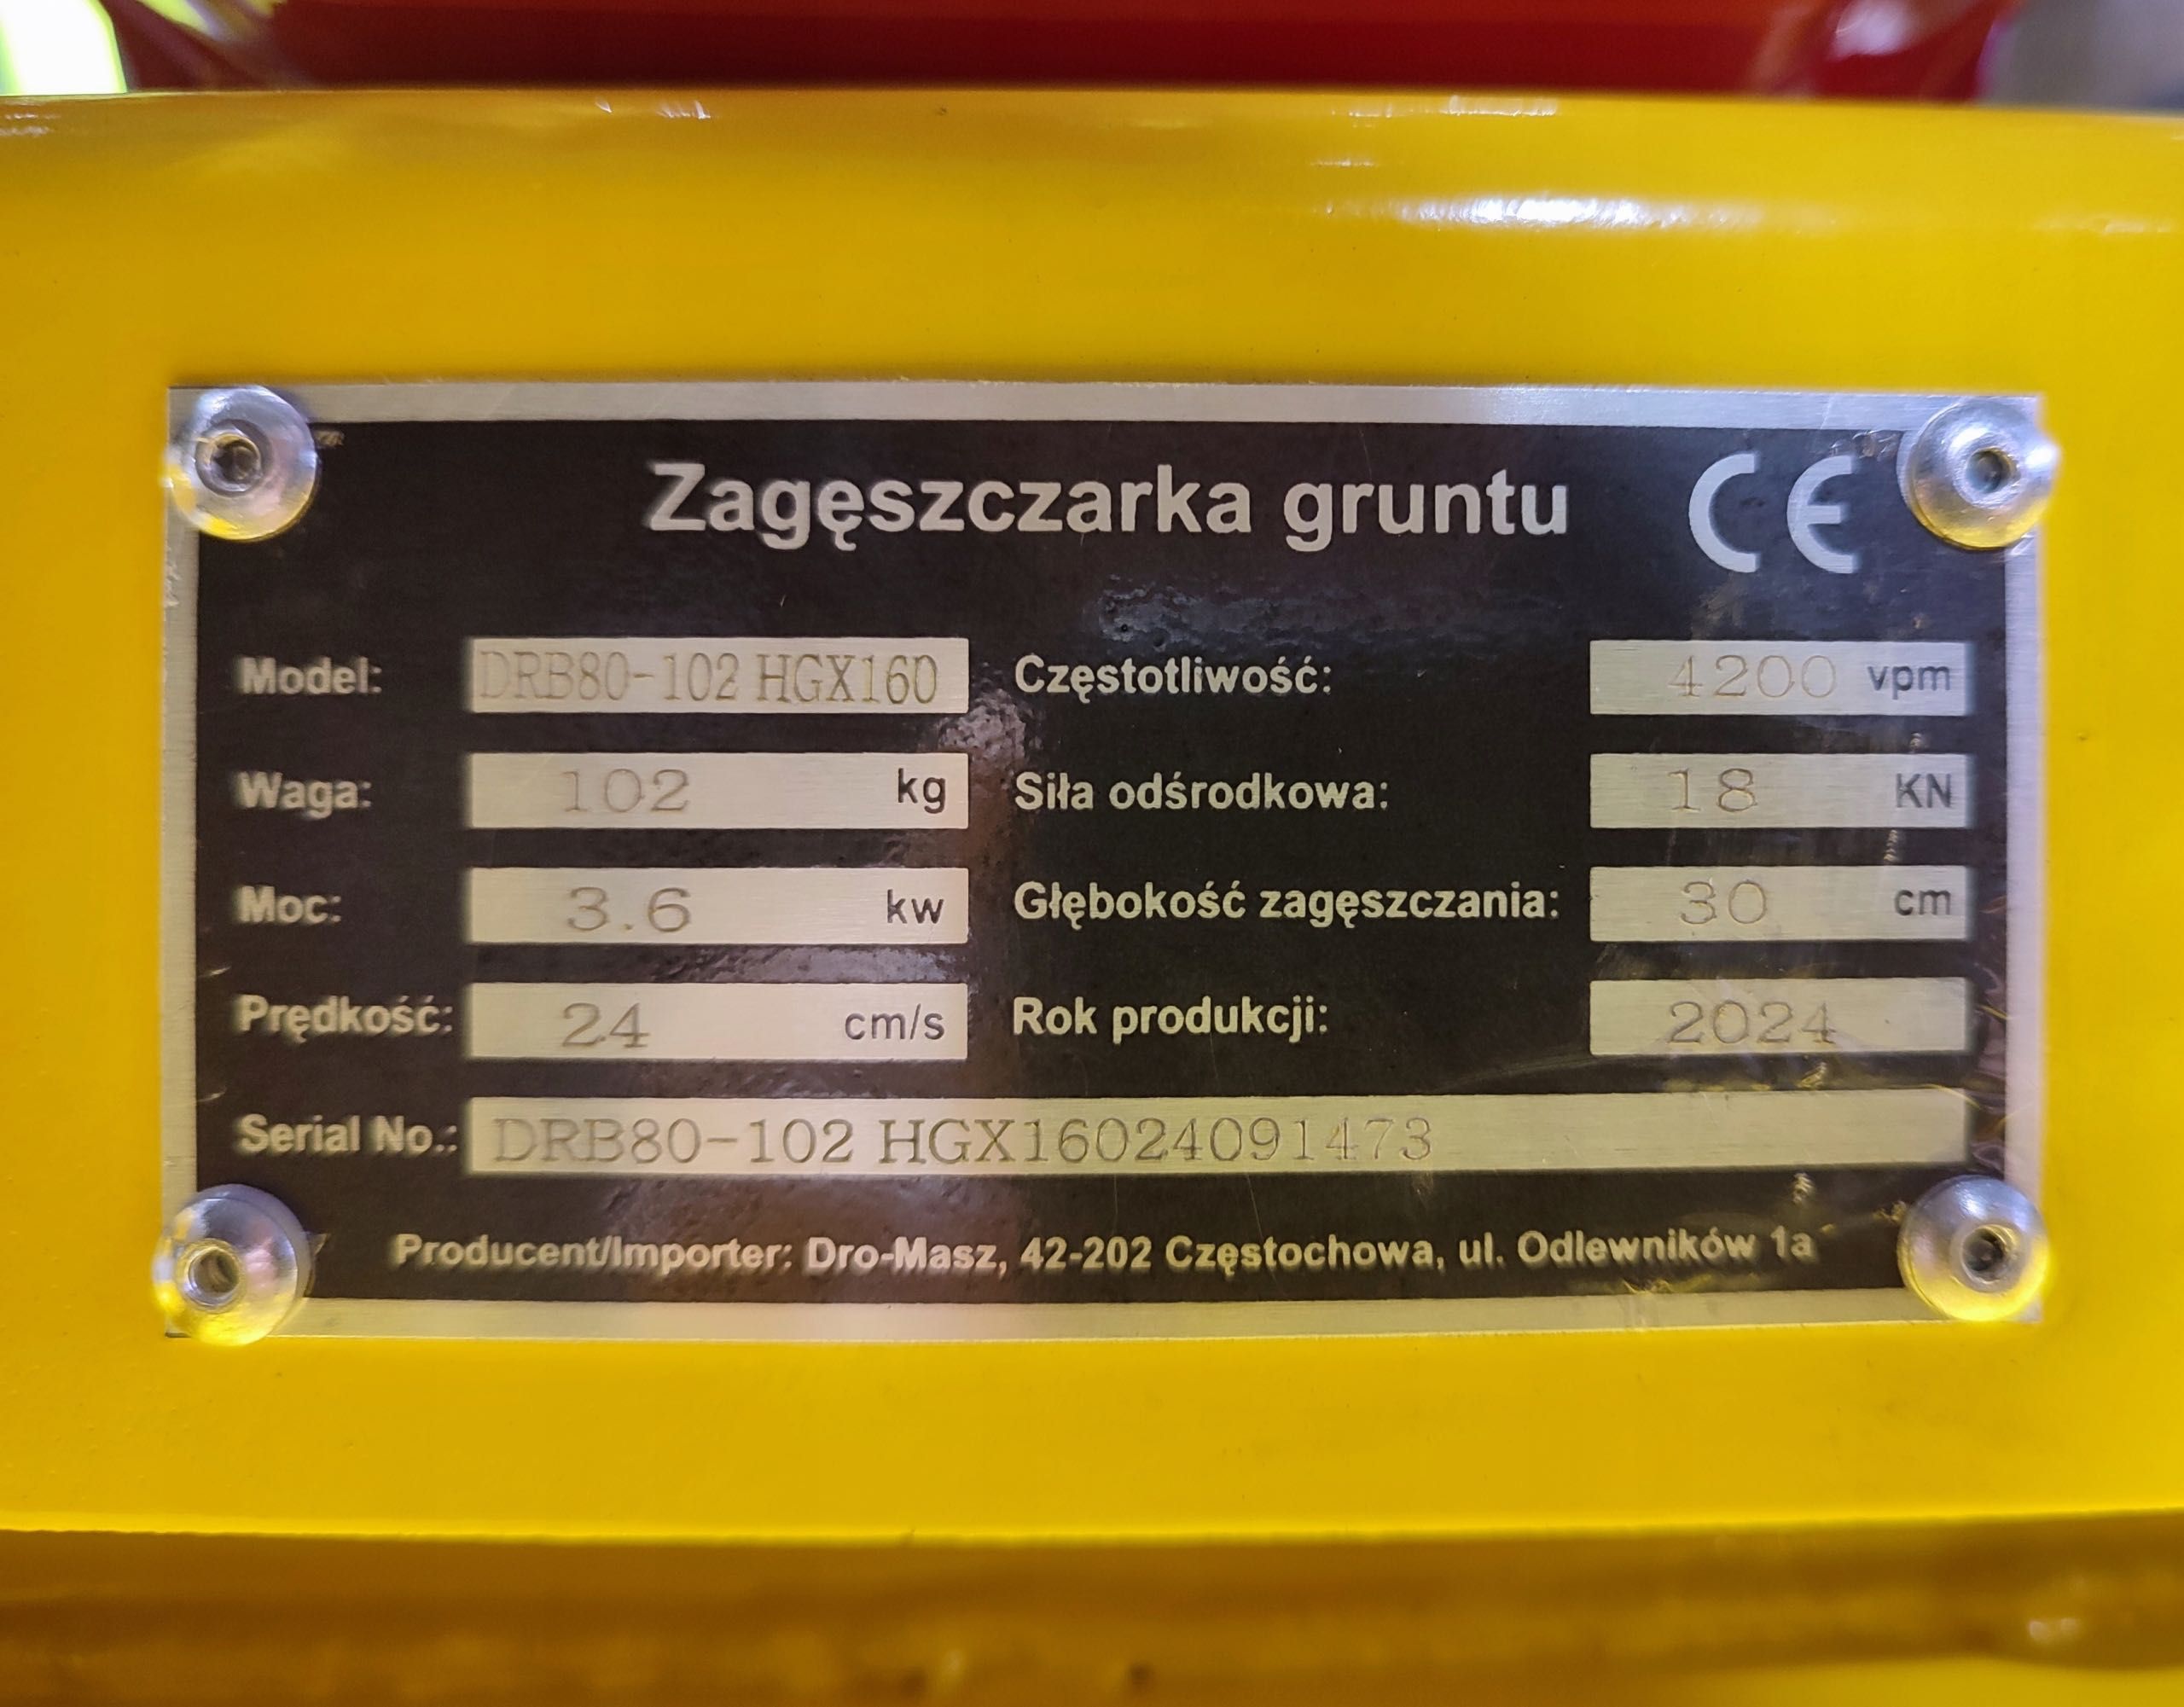 Zagęszczarka gruntu CE
Model: DRB80-102 HGX160 Częstotliwość: 4200 vpm
Waga: 102 kg Siła odśrodkowa: 18 KN
Moc: 3.6 kw Głębokość zagęszczania: 30 cm
Prędkość: 24 cm/s Rok produkcji: 2024
Serial No.: DRB80-102 HGX16024091473
Producent/Importer: Dro-Masz, 42-202 Częstochowa, ul. Odlewników 1a